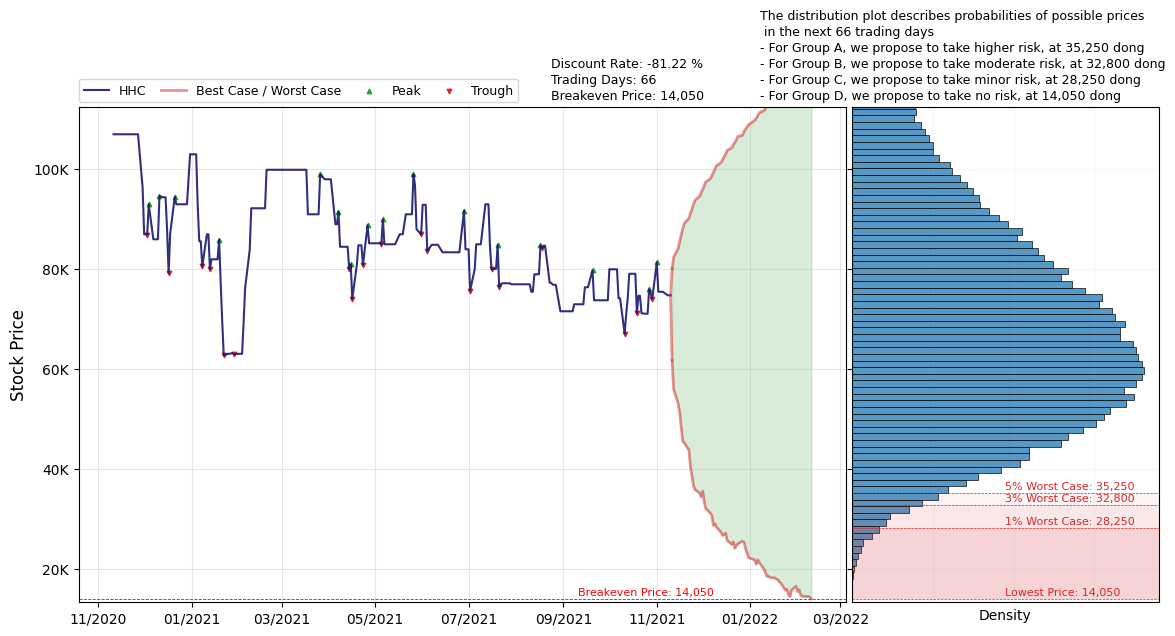 The distribution plot describes probabilities of possible prices
in the next 66 trading days
- For Group A, we propose to take higher risk, at 35,250 dong
- For Group B, we propose to take moderate risk, at 32,800 dong
- For Group C, we propose to take minor risk, at 28,250 dong
- For Group D, we propose to take no risk, at 14,050 dong
Discount Rate: -81.22 %
Trading Days: 66
Breakeven Price: 14,050
HHC
Best Case / Worst Case
Peak
Trough
Stock Price
100K
80K
60K
40K
20K
Breakeven Price: 14,050
11/2020
01/2021
03/2021
05/2021
07/2021
09/2021
11/2021
01/2022
03/2022
5% Worst Case: 35,250
3% Worst Case: 32,800
1% Worst Case: 28,250
Lowest Price: 14,050
Density